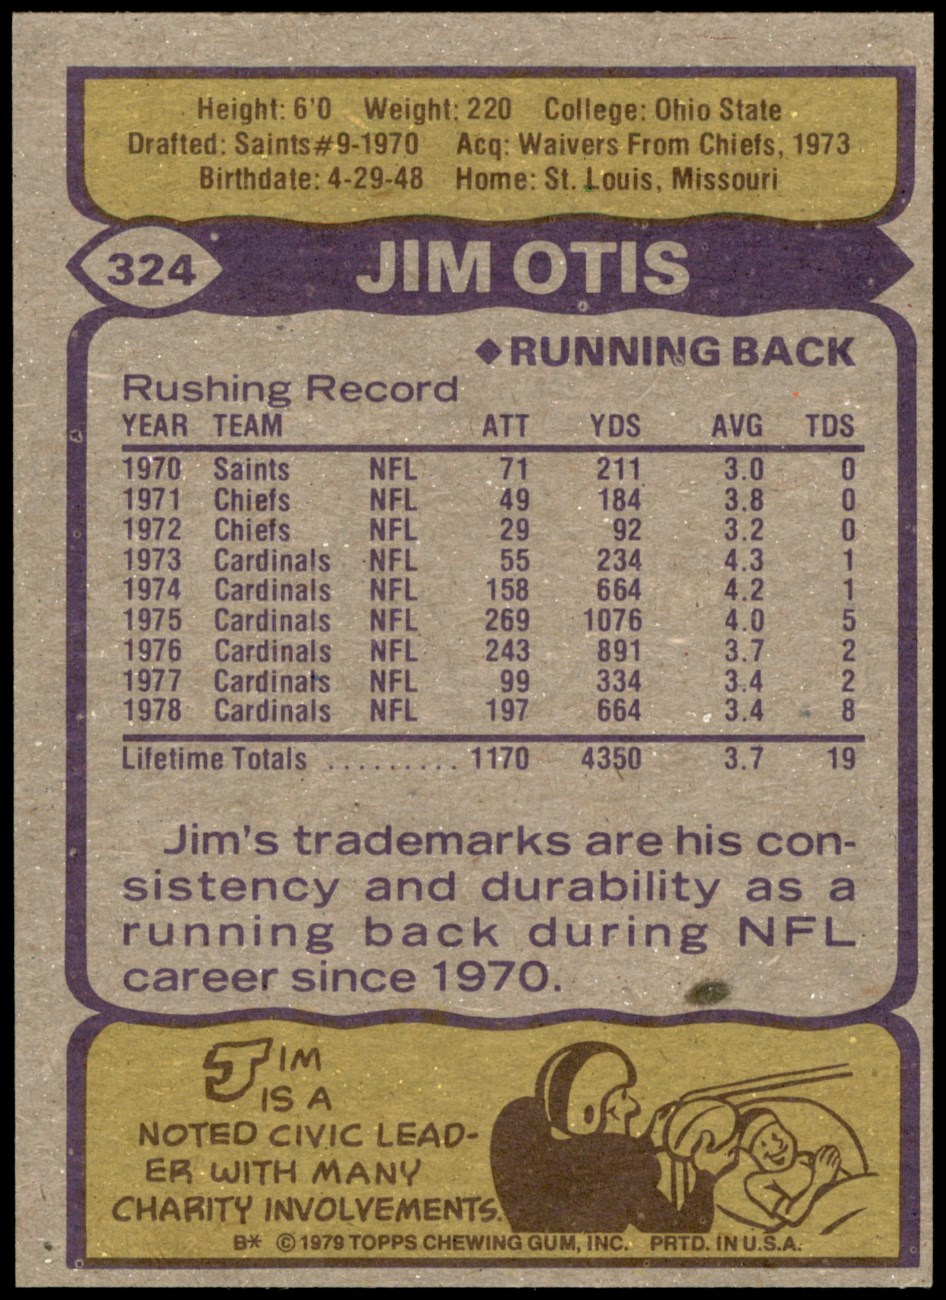 Height: 6'0 Weight: 220 College: Ohio State
Drafted: Saints#9-1970 Acq: Waivers From Chiefs, 1973
Birthdate: 4-29-48 Home: St. Louis, Missouri
324 JIM OTIS
◆RUNNING BACK
Rushing Record
YEAR TEAM ATT YDS AVG TDS
1970 Saints NFL 71 211 3.0 0
1971 Chiefs NFL 49 184 3.8 0
1972 Chiefs NFL 29 92 3.2 0
1973 Cardinals NFL 55 234 4.3 1
1974 Cardinals NFL 158 664 4.2 1
1975 Cardinals NFL 269 1076 4.0 5
1976 Cardinals NFL 243 891 3.7 2
1977 Cardinals NFL 99 334 3.4 2
1978 Cardinals NFL 197 664 3.4 8
Lifetime Totals ......... 1170 4350 3.7 19
Jim's trademarks are his con-
sistency and durability as a
running back during NFL
career since 1970.
JIM
IS A
NOTED CIVIC LEAD-
ER WITH MANY
CHARITY INVOLVEMENTS.
B* ©1979 TOPPS CHEWING GUM, INC. PRTD. IN U.S.A.